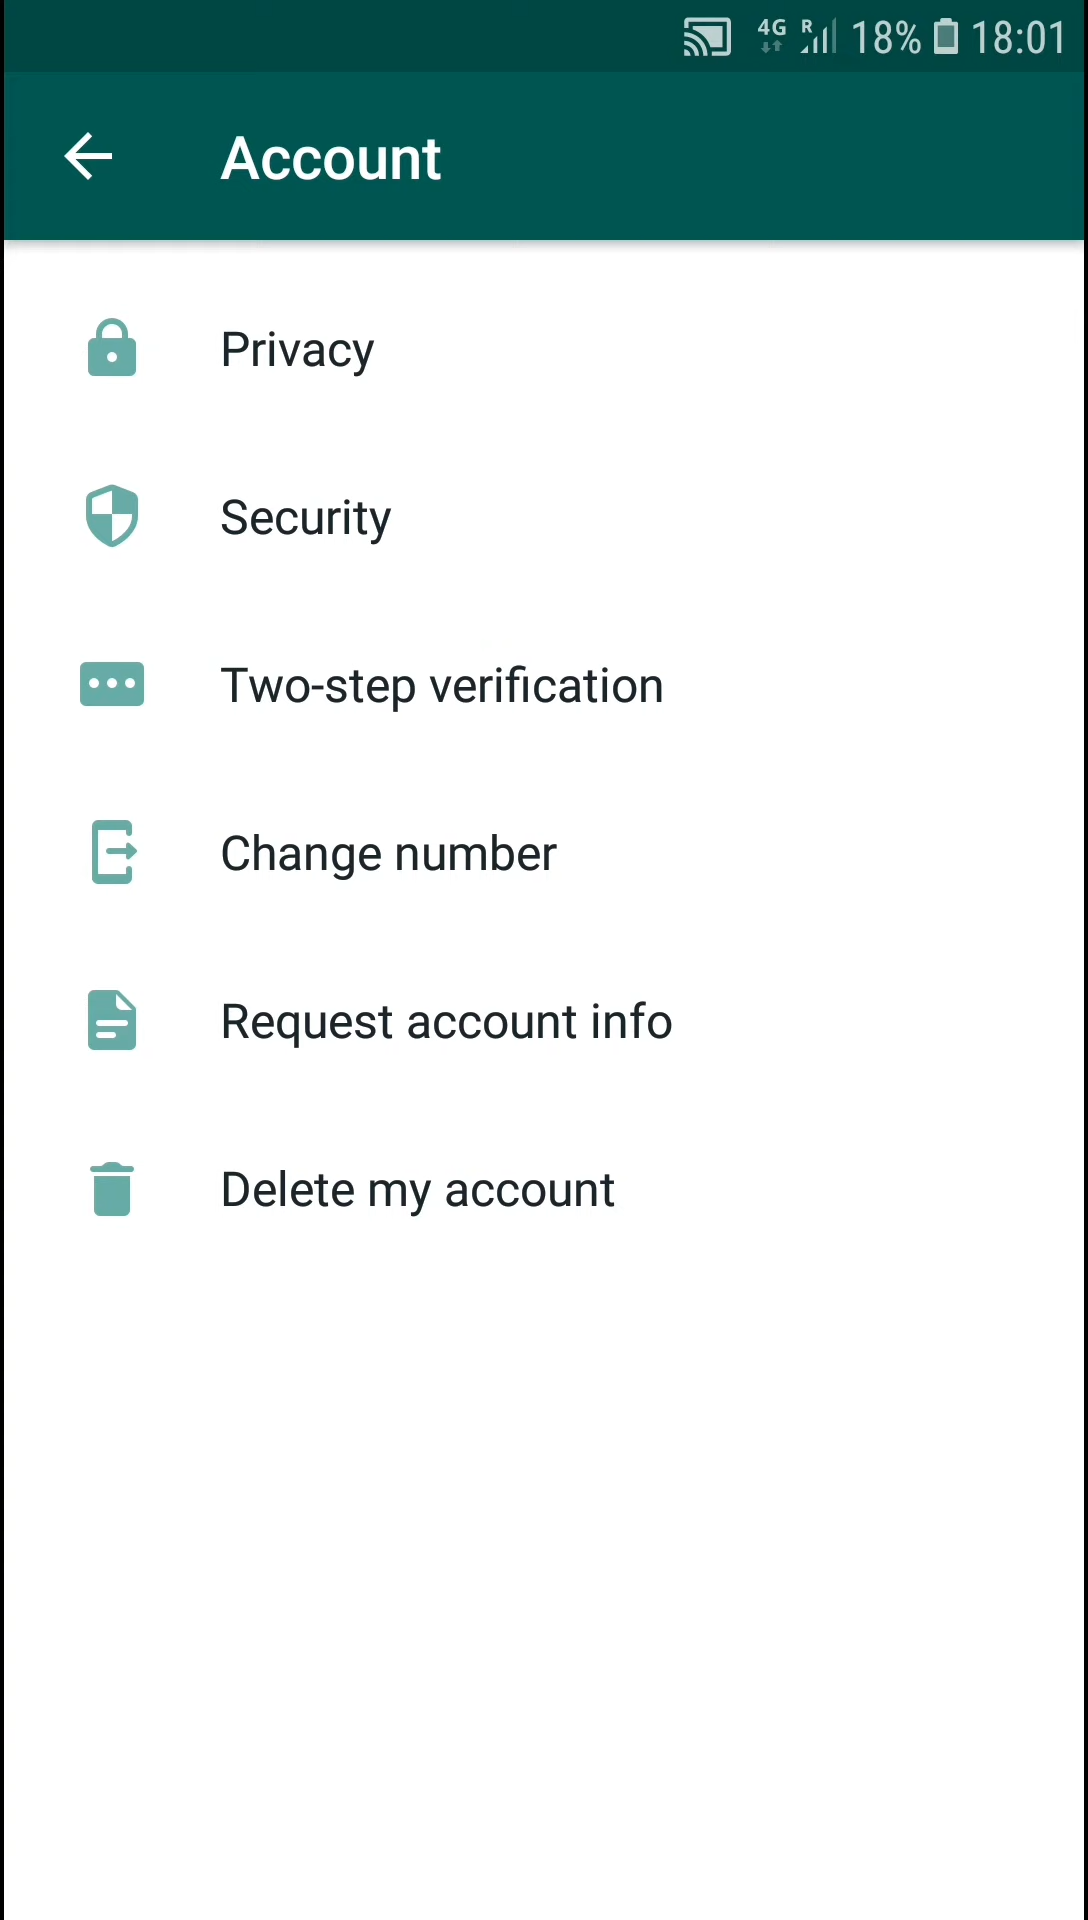 4G R 18% 18:01
Account
Privacy
Security
Two-step verification
Change number
Request account info
Delete my account